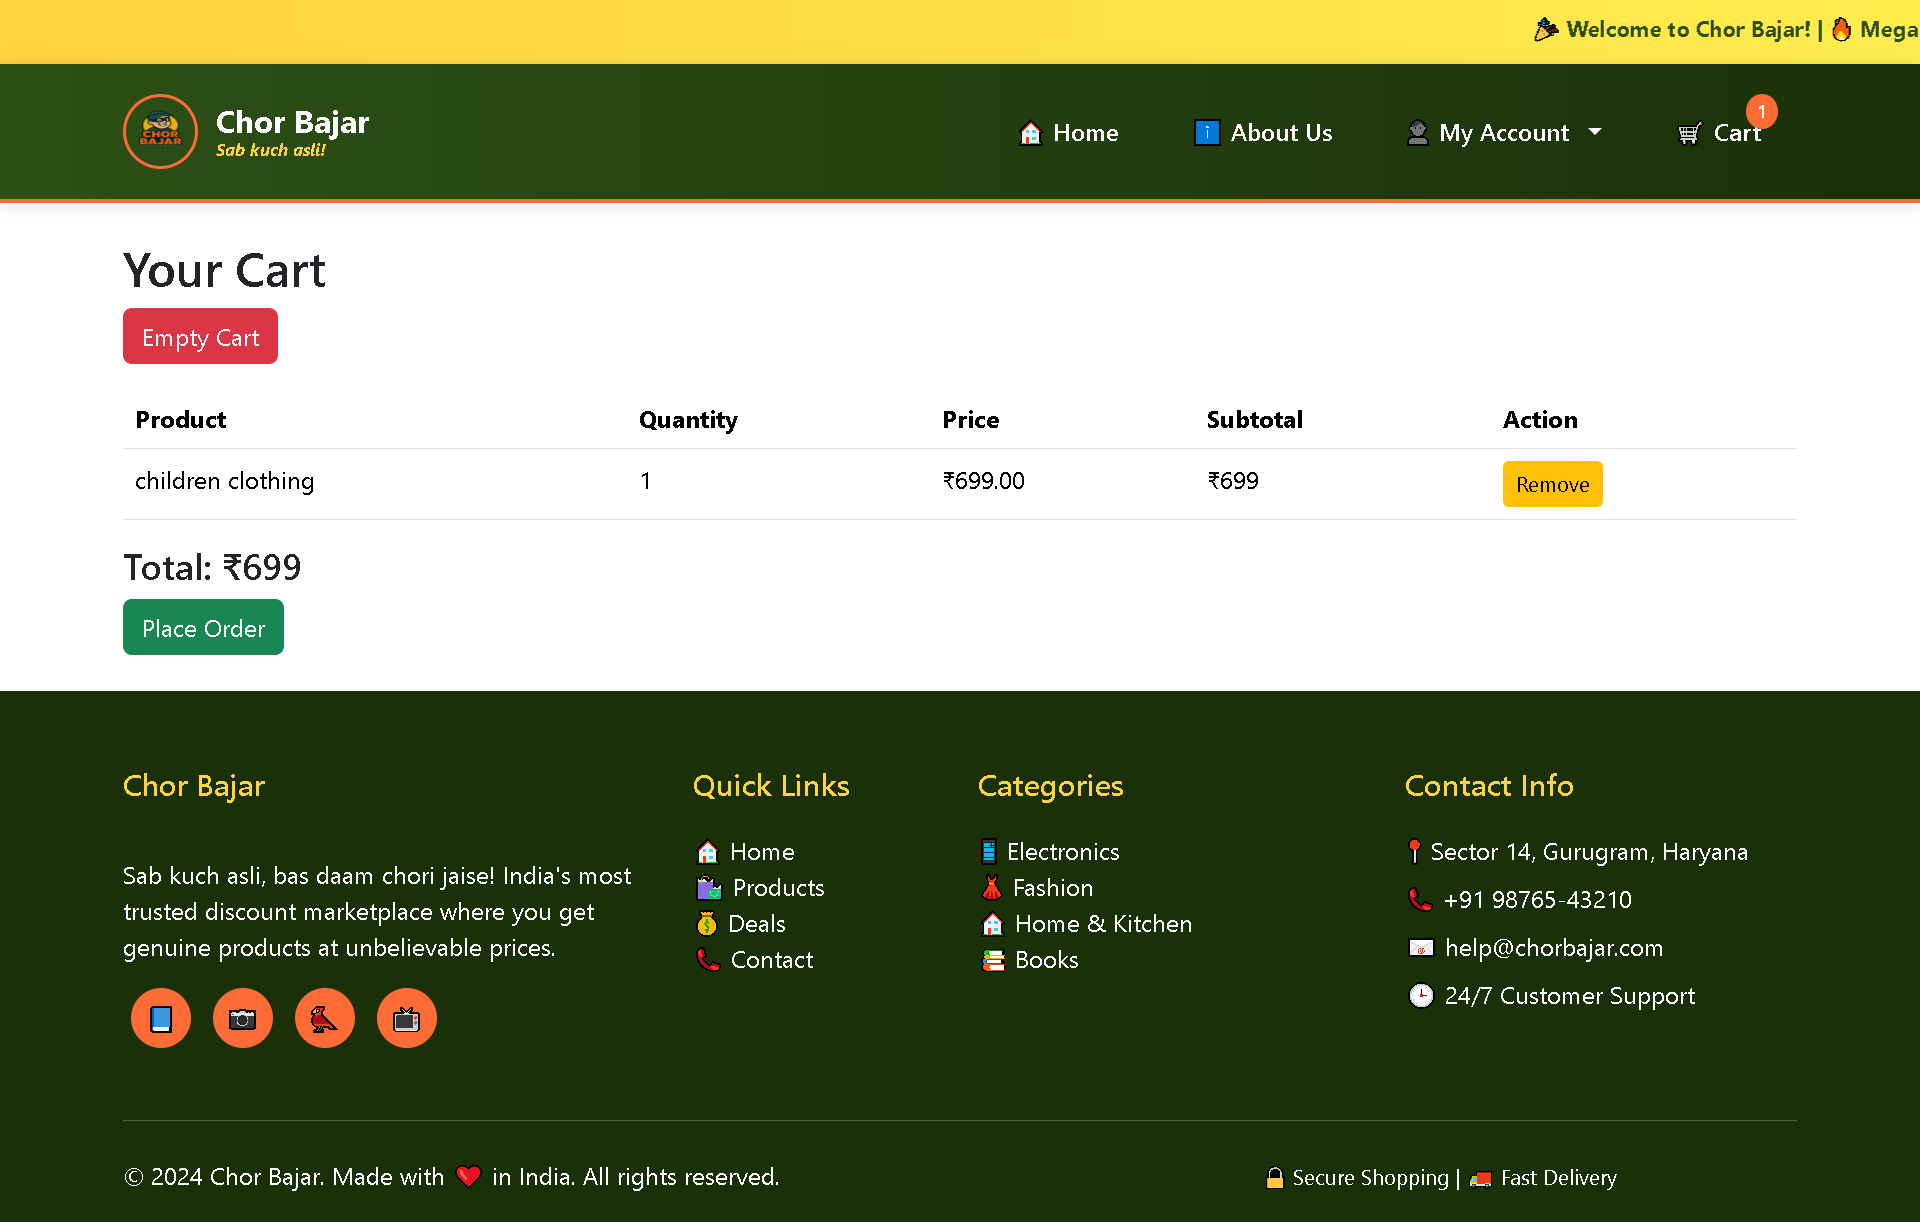 Welcome to Chor Bajar! | 🔥 Mega
CHOR
BAJAR
Chor Bajar
Sab kuch asli!
Home
About Us
My Account
Cart
1
Your Cart
Empty Cart
Product Quantity Price Subtotal Action
children clothing 1 ₹699.00 ₹699 Remove
Total: ₹699
Place Order
Chor Bajar
Sab kuch asli, bas daam chori jaise! India's most
trusted discount marketplace where you get
genuine products at unbelievable prices.
Quick Links
Home
Products
Deals
Contact
Categories
Electronics
Fashion
Home & Kitchen
Books
Contact Info
Sector 14, Gurugram, Haryana
+91 98765-43210
help@chorbajar.com
24/7 Customer Support
© 2024 Chor Bajar. Made with ❤️ in India. All rights reserved.
🔒 Secure Shopping | 🚚 Fast Delivery